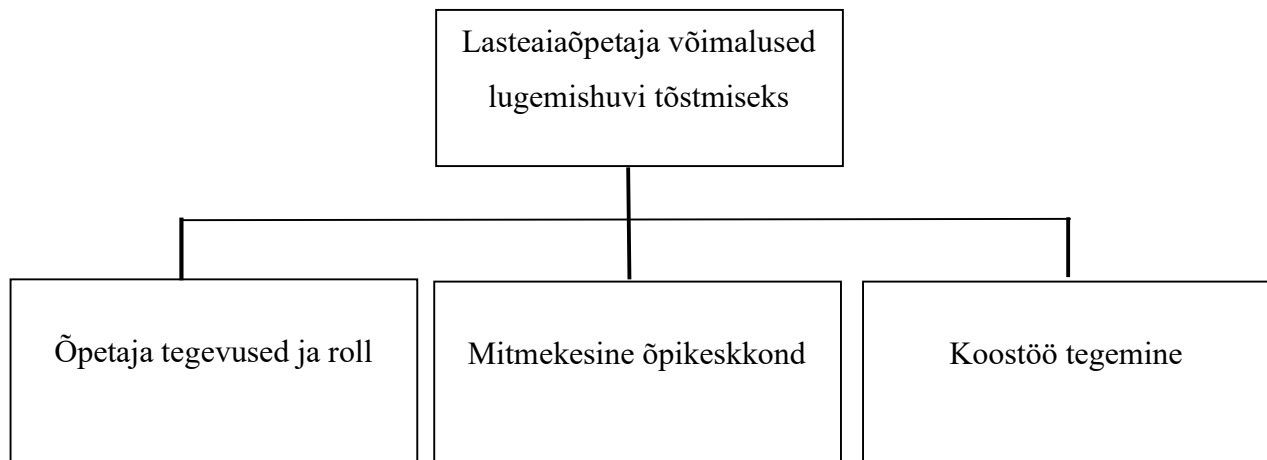 Lasteaiaõpetaja võimalused
lugemishuvi tõstmiseks
Õpetaja tegevused ja roll
Mitmekesine õpikeskkond
Koostöö tegemine